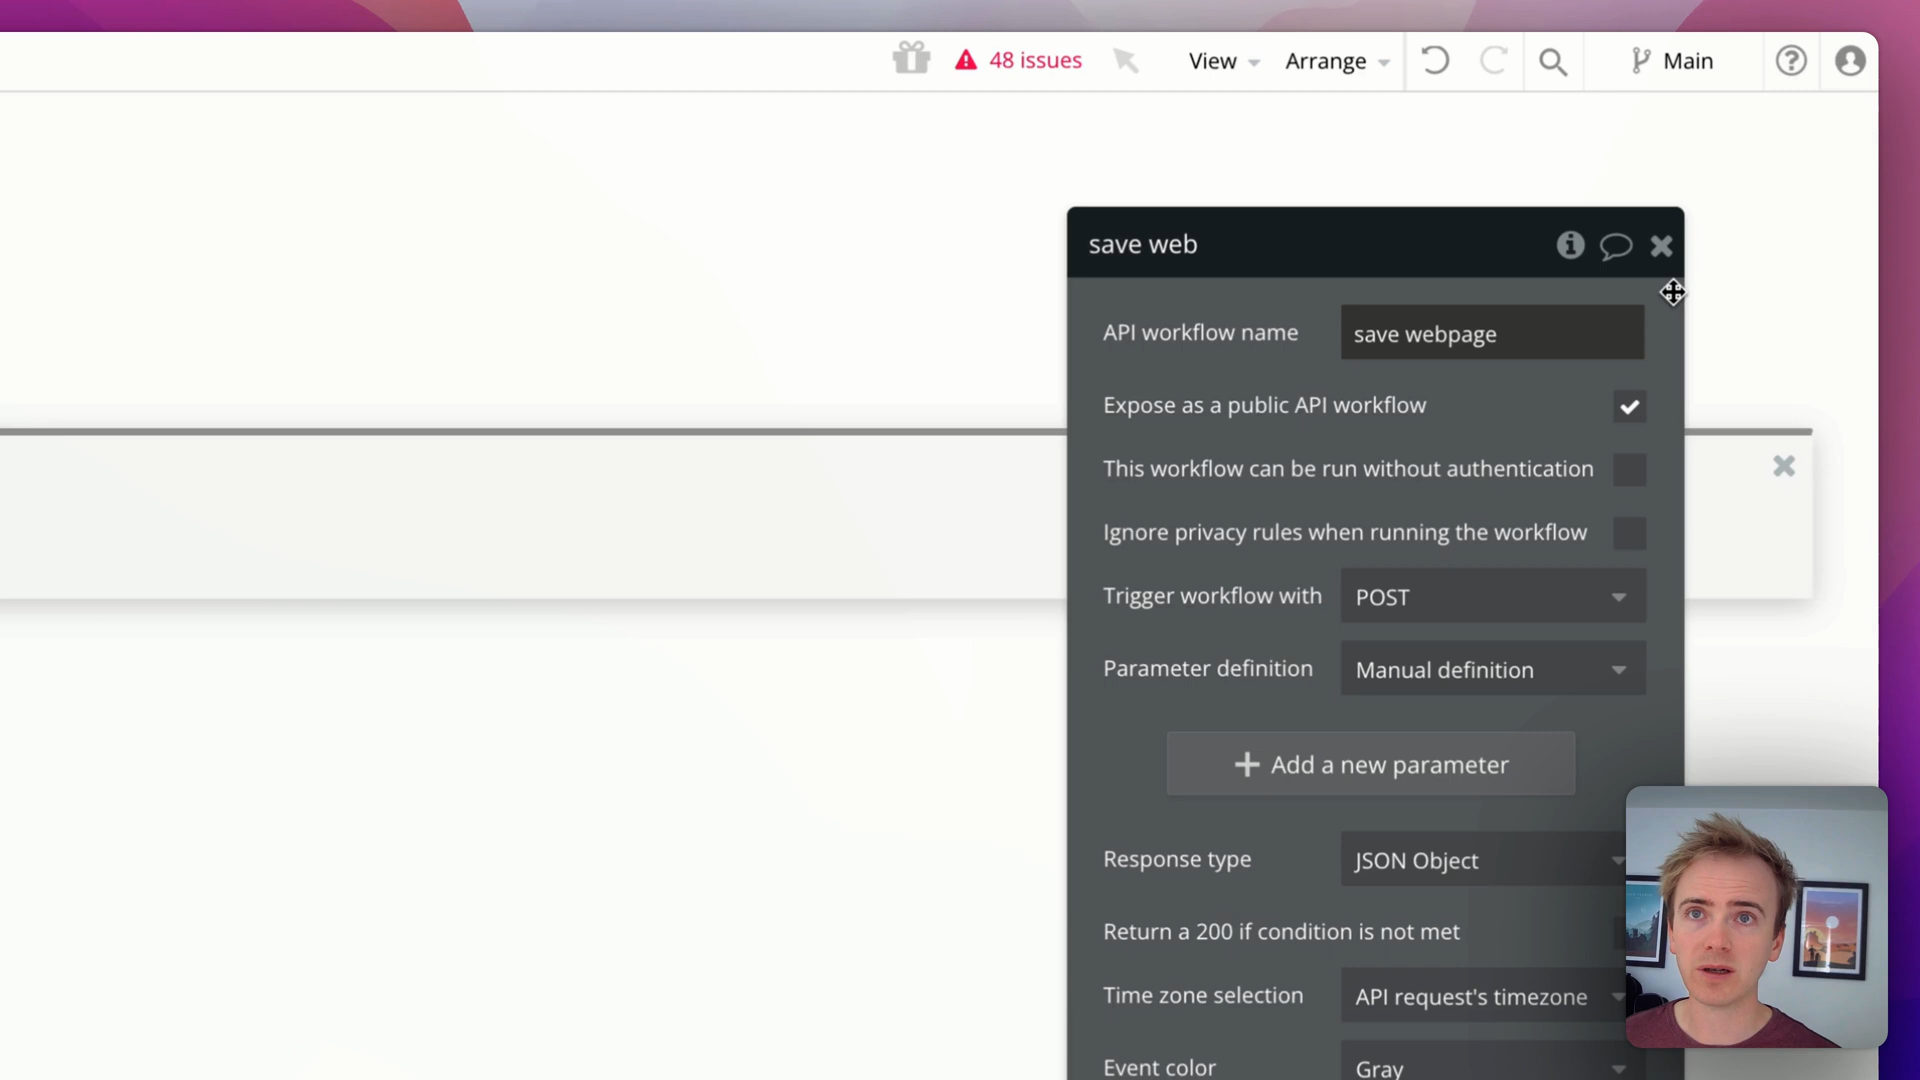 48 issues
View
Arrange
Main
save web
API workflow name
save webpage
Expose as a public API workflow
This workflow can be run without authentication
Ignore privacy rules when running the workflow
Trigger workflow with
POST
Parameter definition
Manual definition
Add a new parameter
Response type
JSON Object
Return a 200 if condition is not met
Time zone selection
API request's timezone
Event color
Gray